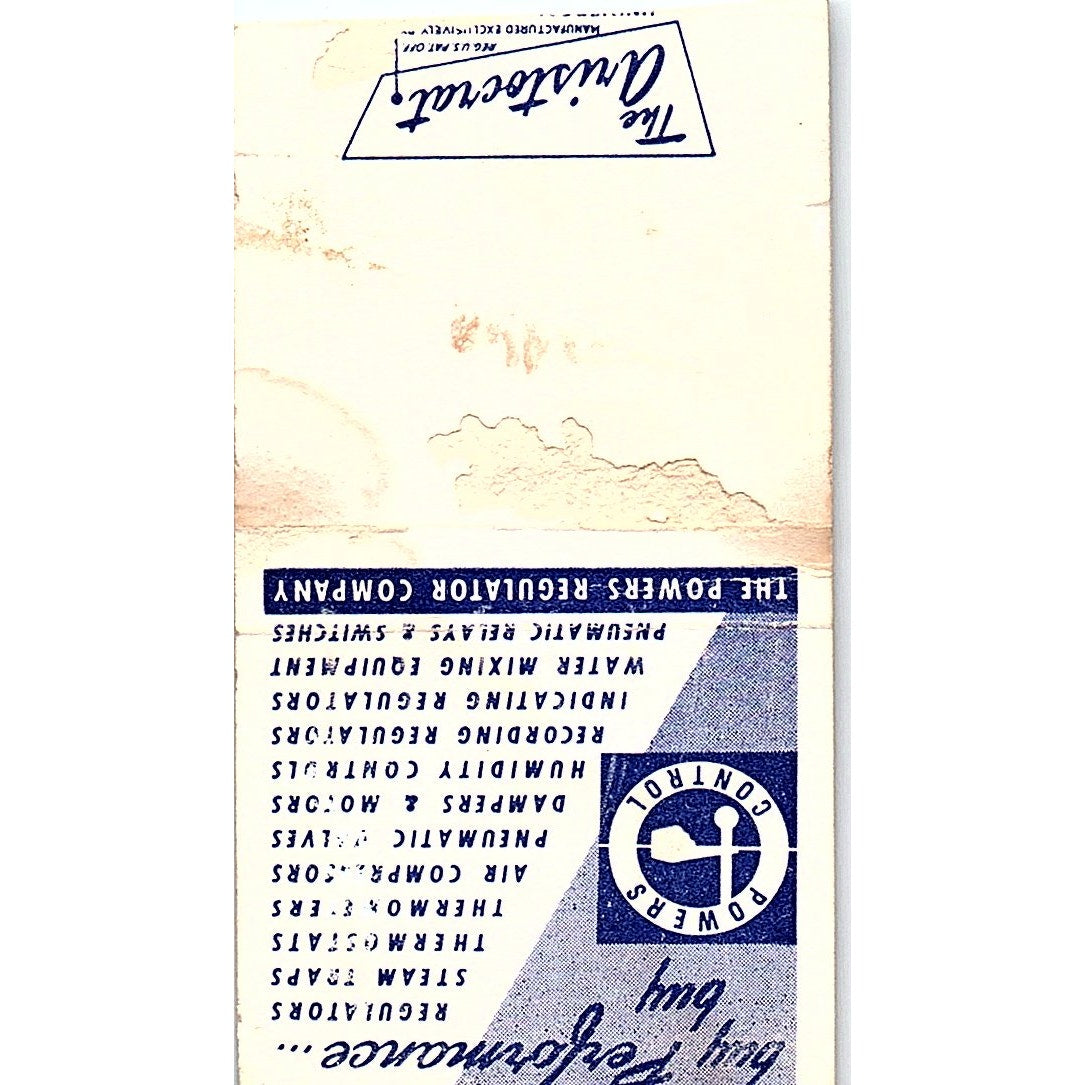 buy Performance...
buy
REGULATORS
STEAM TRAPS
THERMOSTATS
THERMOMETERS
AIR COMPRESSORS
PNEUMATIC VALVES
DAMPERS & MOTORS
HUMIDITY CONTROLS
RECORDING REGULATORS
INDICATING REGULATORS
WATER MIXING EQUIPMENT
PNEUMATIC RELAYS & SWITCHES
POWERS
CONTROL
THE POWERS REGULATOR COMPANY
The
Aristocrat
REG US PAT OFF.
MANUFACTURED EXCLUSIVELY BY